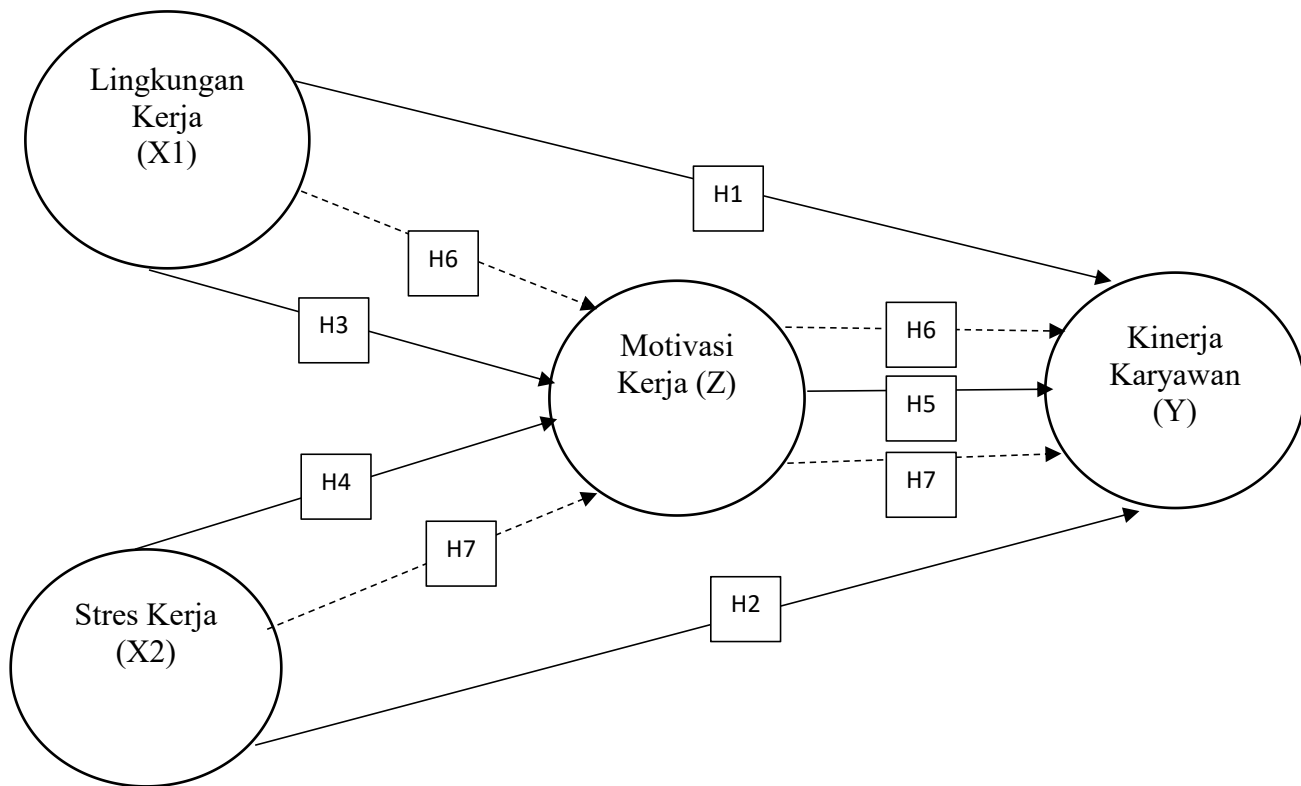 Lingkungan
Kerja
(X1)
H1
H6
H3
Motivasi
Kerja (Z)
H6
H5
H7
Kinerja
Karyawan
(Y)
H4
H7
Stres Kerja
(X2)
H2